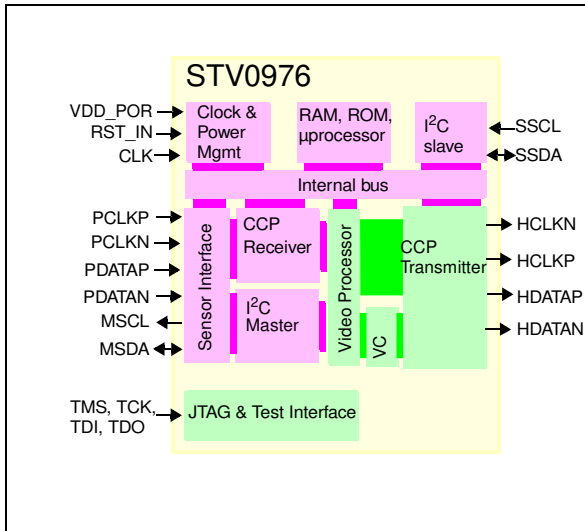 STV0976
VDD_POR
RST_IN
CLK
Clock &
Power
Mgmt
RAM, ROM,
µprocessor
I²C
slave
SSCL
SSDA
Internal bus
PCLKP
PCLKN
PDATAP
PDATAN
MSCL
MSDA
Sensor Interface
CCP
Receiver
I²C
Master
Video Processor
VC
CCP
Transmitter
HCLKN
HCLKP
HDATAP
HDATAN
TMS, TCK,
TDI, TDO
JTAG & Test Interface